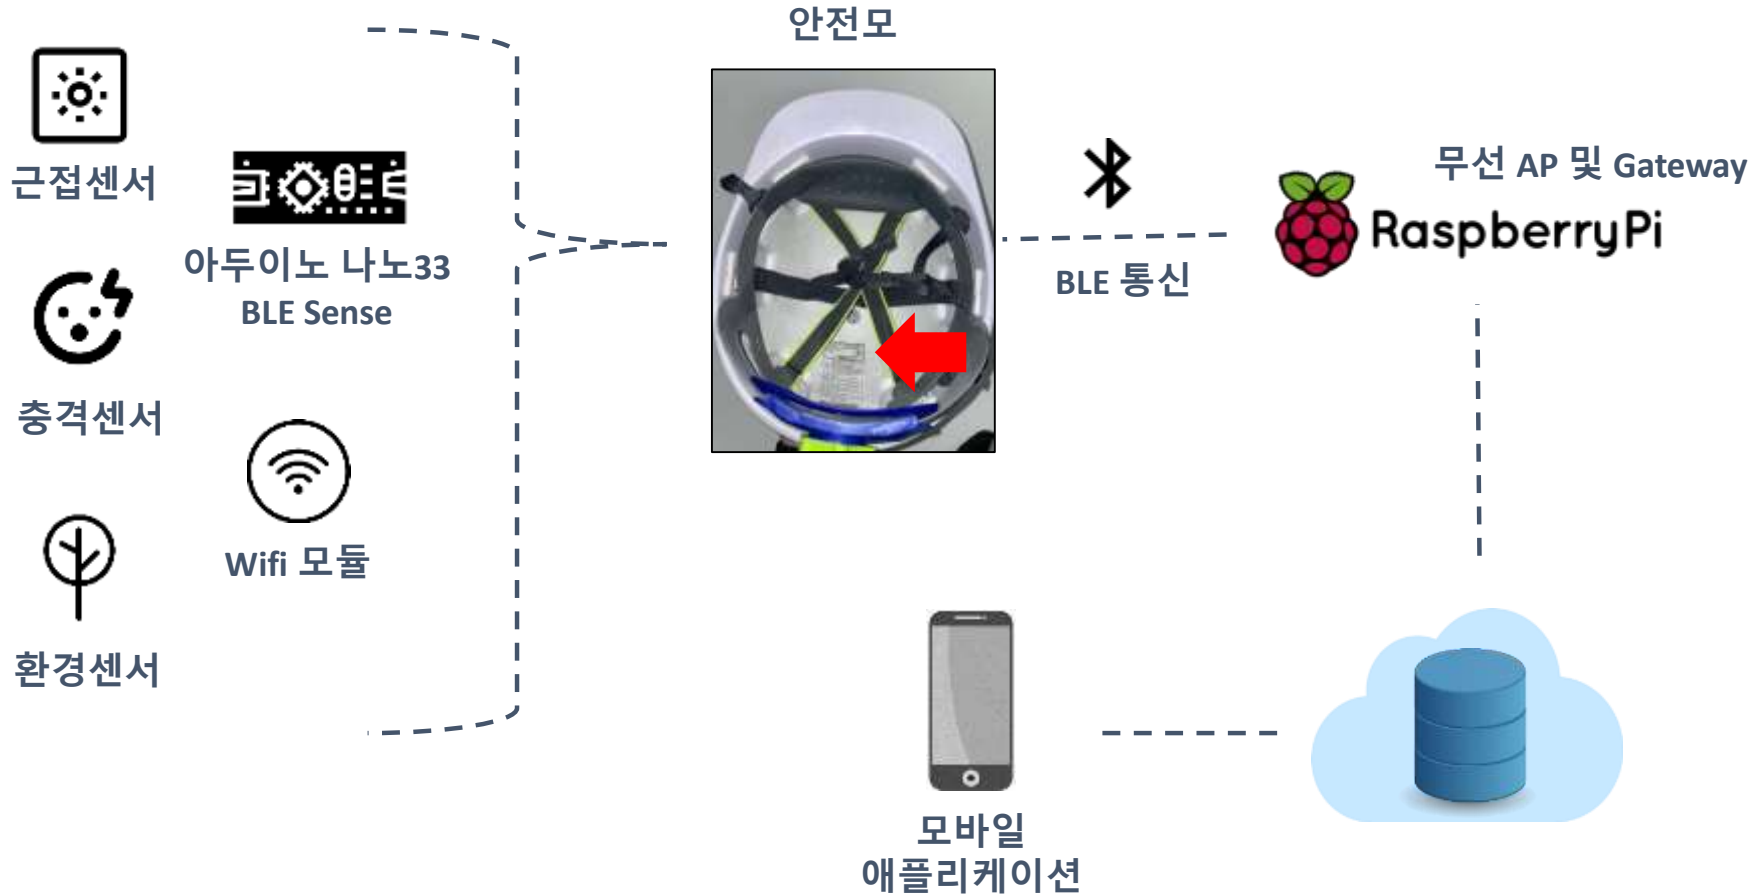 안전모
근접센서
아두이노 나노33
BLE Sense
충격센서
Wifi 모듈
환경센서
BLE 통신
무선 AP 및 Gateway
RaspberryPi
모바일
애플리케이션